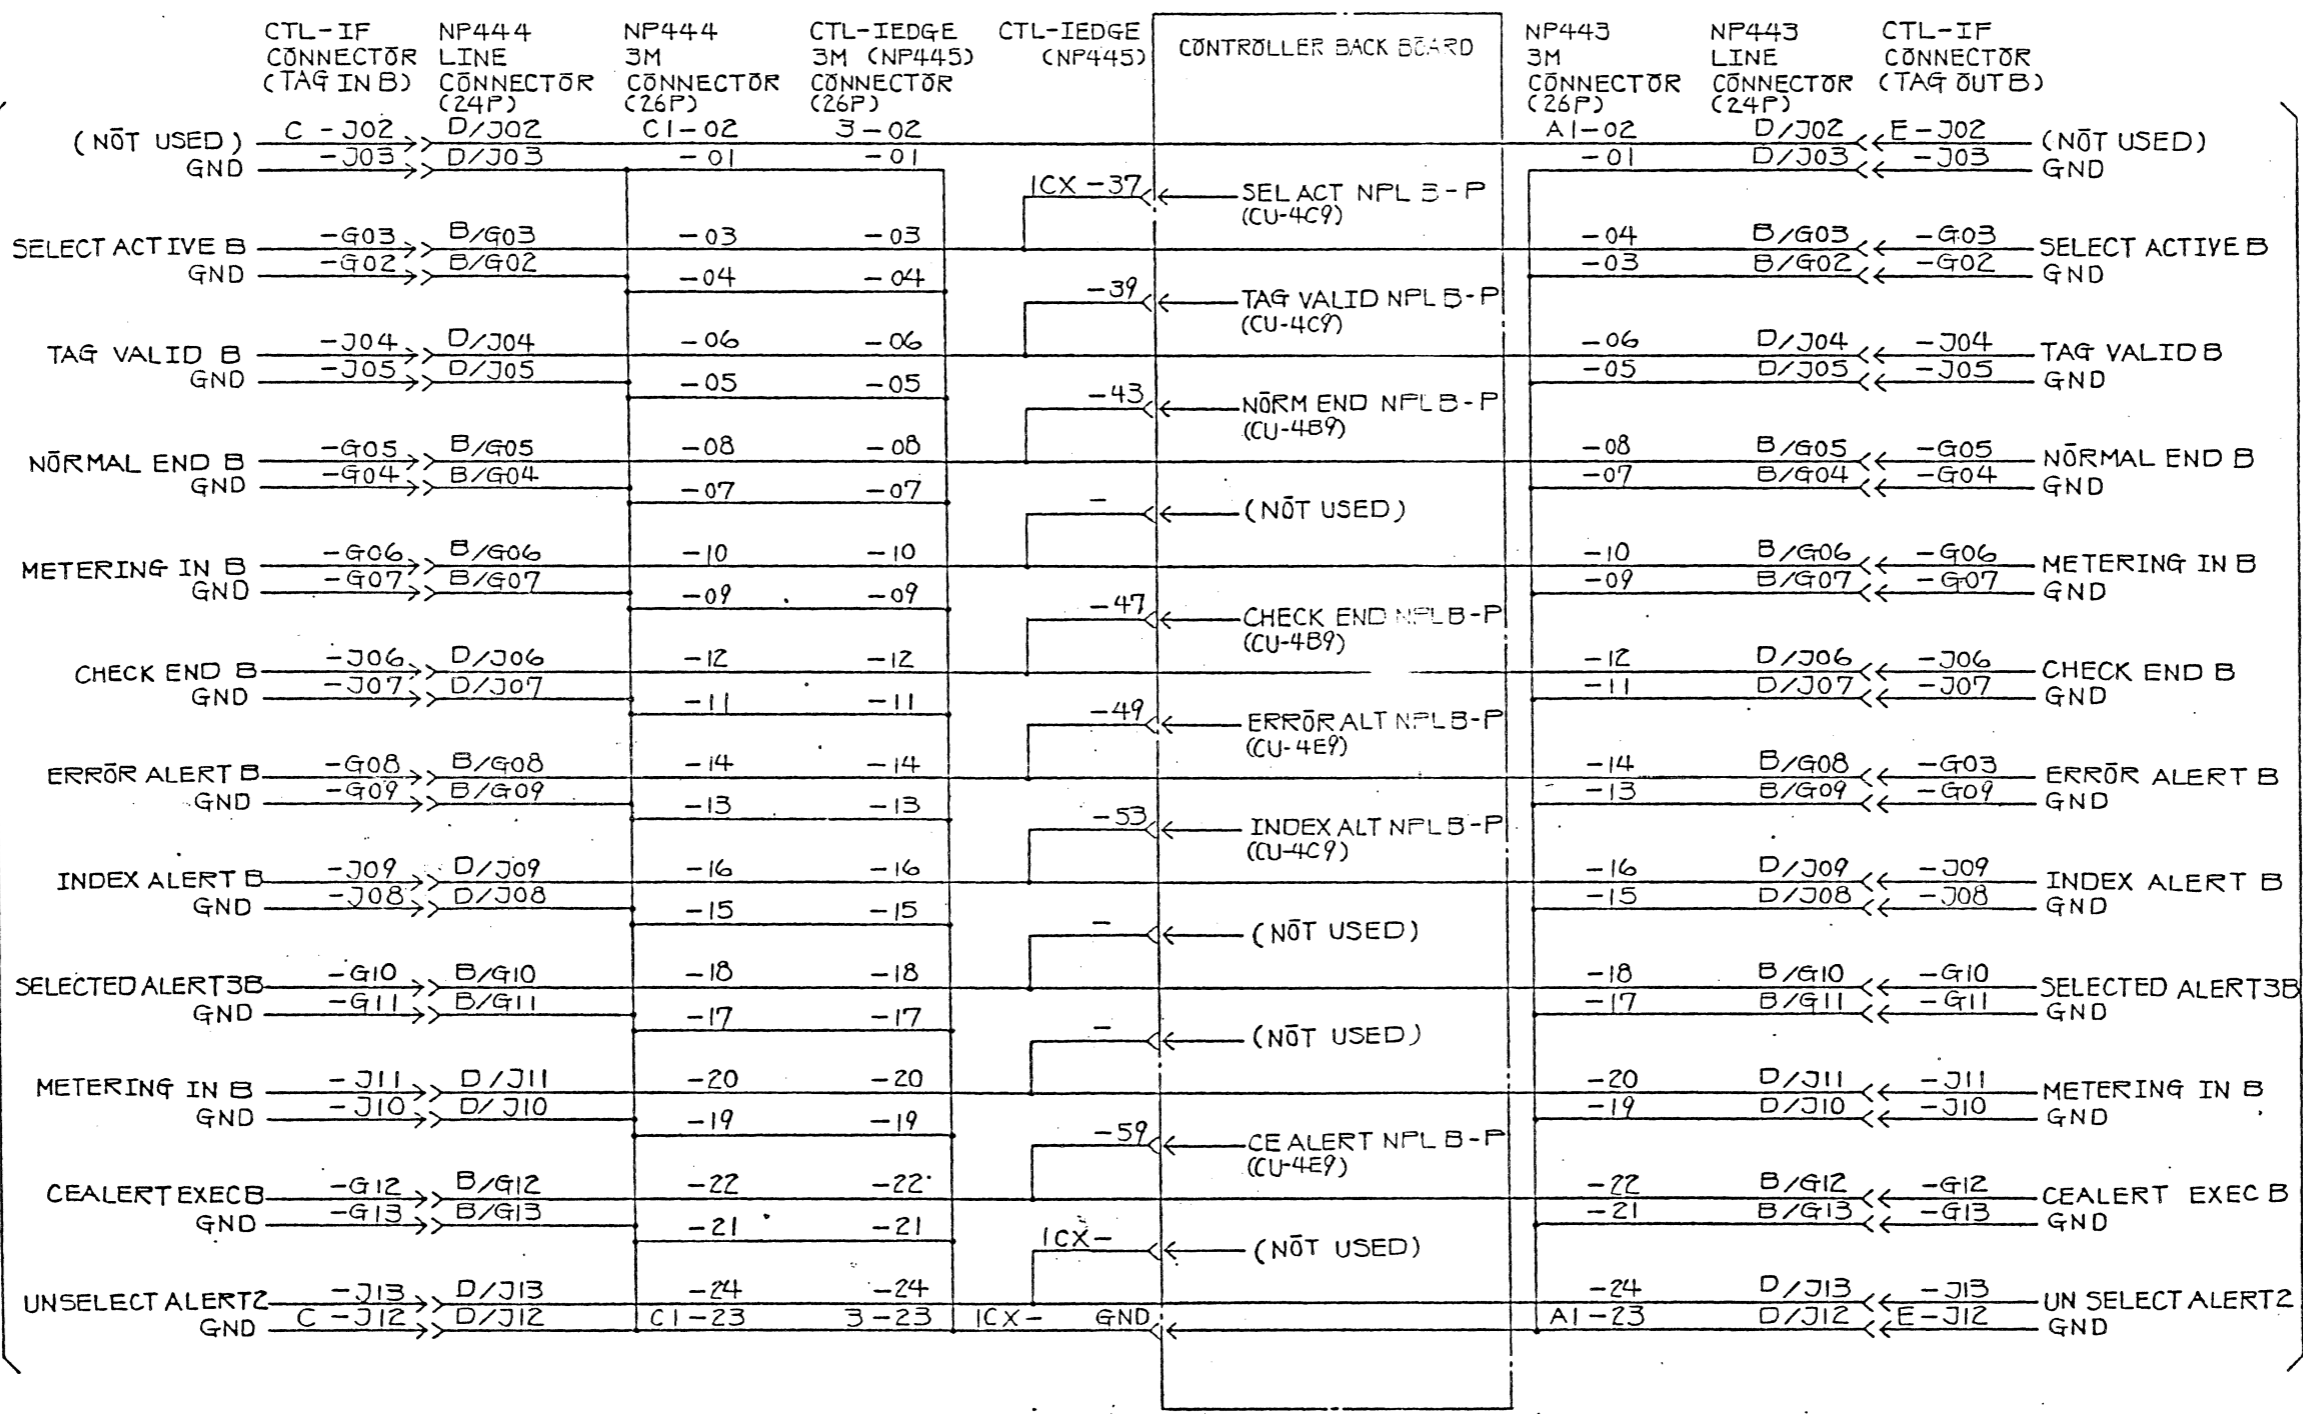 CTL-IF CONNECTOR (TAG IN B)
NP444 LINE CONNECTOR (24P)
NP444 3M CONNECTOR (26P)
CTL-IEDGE 3M (NP445) CONNECTOR (26P)
CTL-IEDGE (NP445)
CONTROLLER BACK BOARD
NP443 3M CONNECTOR (26P)
NP443 LINE CONNECTOR (24P)
CTL-IF CONNECTOR (TAG OUT B)
(NOT USED) C -J02 D/J02 C1-02 3-02 A1-02 D/J02 E-J02 (NOT USED)
GND -J03 D/J03 -01 -01 -01 D/J03 -J03 GND
1CX -37 SEL ACT NPL B-P
(CU-4C9)
SELECT ACTIVE B -G03 B/G03 -03 -03 -04 B/G03 -G03 SELECT ACTIVE B
GND -G02 B/G02 -04 -04 -03 B/G02 -G02 GND
-39 TAG VALID NPL B-P
(CU-4C9)
TAG VALID B -J04 D/J04 -06 -06 -06 D/J04 -J04 TAG VALID B
GND -J05 D/J05 -05 -05 -05 D/J05 -J05 GND
-43 NORM END NPL B-P
(CU-4B9)
NORMAL END B -G05 B/G05 -08 -08 -08 B/G05 -G05 NORMAL END B
GND -G04 B/G04 -07 -07 -07 B/G04 -G04 GND
- (NOT USED)
METERING IN B -G06 B/G06 -10 -10 -10 B/G06 -G06 METERING IN B
GND -G07 B/G07 -09 -09 -09 B/G07 -G07 GND
-47 CHECK END NPL B-P
(CU-4B9)
CHECK END B -J06 D/J06 -12 -12 -12 D/J06 -J06 CHECK END B
GND -J07 D/J07 -11 -11 -11 D/J07 -J07 GND
-49 ERROR ALT NPL B-P
(CU-4E9)
ERROR ALERT B -G08 B/G08 -14 -14 -14 B/G08 -G03 ERROR ALERT B
GND -G09 B/G09 -13 -13 -13 B/G09 -G09 GND
-53 INDEX ALT NPL B-P
(CU-4C9)
INDEX ALERT B -J09 D/J09 -16 -16 -16 D/J09 -J09 INDEX ALERT B
GND -J08 D/J08 -15 -15 -15 D/J08 -J08 GND
- (NOT USED)
SELECTED ALERT3B -G10 B/G10 -18 -18 -18 B/G10 -G10 SELECTED ALERT3B
GND -G11 B/G11 -17 -17 -17 B/G11 -G11 GND
- (NOT USED)
METERING IN B -J11 D/J11 -20 -20 -20 D/J11 -J11 METERING IN B
GND -J10 D/J10 -19 -19 -19 D/J10 -J10 GND
-59 CE ALERT NPL B-P
(CU-4E9)
CEALERT EXEC B -G12 B/G12 -22 -22 -22 B/G12 -G12 CEALERT EXEC B
GND -G13 B/G13 -21 -21 -21 B/G13 -G13 GND
1CX- (NOT USED)
UNSELECT ALERT2 -J13 D/J13 -24 -24 -24 D/J13 -J13 UN SELECT ALERT2
GND C -J12 D/J12 C1-23 3-23 1CX- GND A1-23 D/J12 E-J12 GND